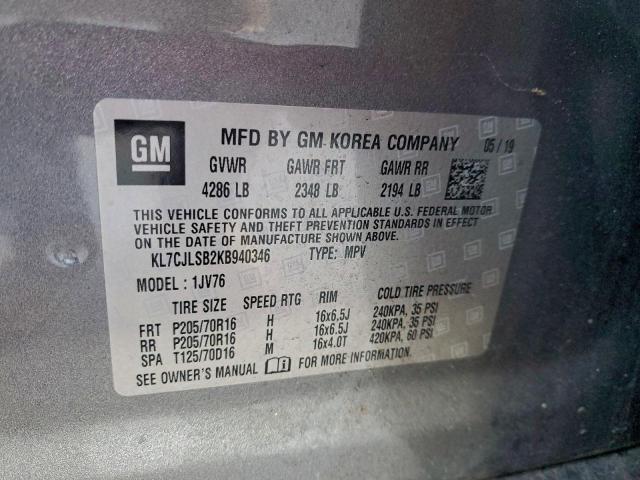 GM MFD BY GM KOREA COMPANY 05/19
GVWR GAWR FRT GAWR RR
4286 LB 2348 LB 2194 LB
THIS VEHICLE CONFORMS TO ALL APPLICABLE U.S. FEDERAL MOTOR
VEHICLE SAFETY AND THEFT PREVENTION STANDARDS IN EFFECT
ON THE DATE OF MANUFACTURE SHOWN ABOVE.
KL7CJLSB2KB940346 TYPE: MPV
MODEL : 1JV76
TIRE SIZE SPEED RTG RIM COLD TIRE PRESSURE
FRT P205/70R16 H 16x6.5J 240KPA, 35 PSI
RR P205/70R16 H 16x6.5J 240KPA, 35 PSI
SPA T125/70D16 M 16x4.0T 420KPA, 60 PSI
SEE OWNER'S MANUAL FOR MORE INFORMATION.